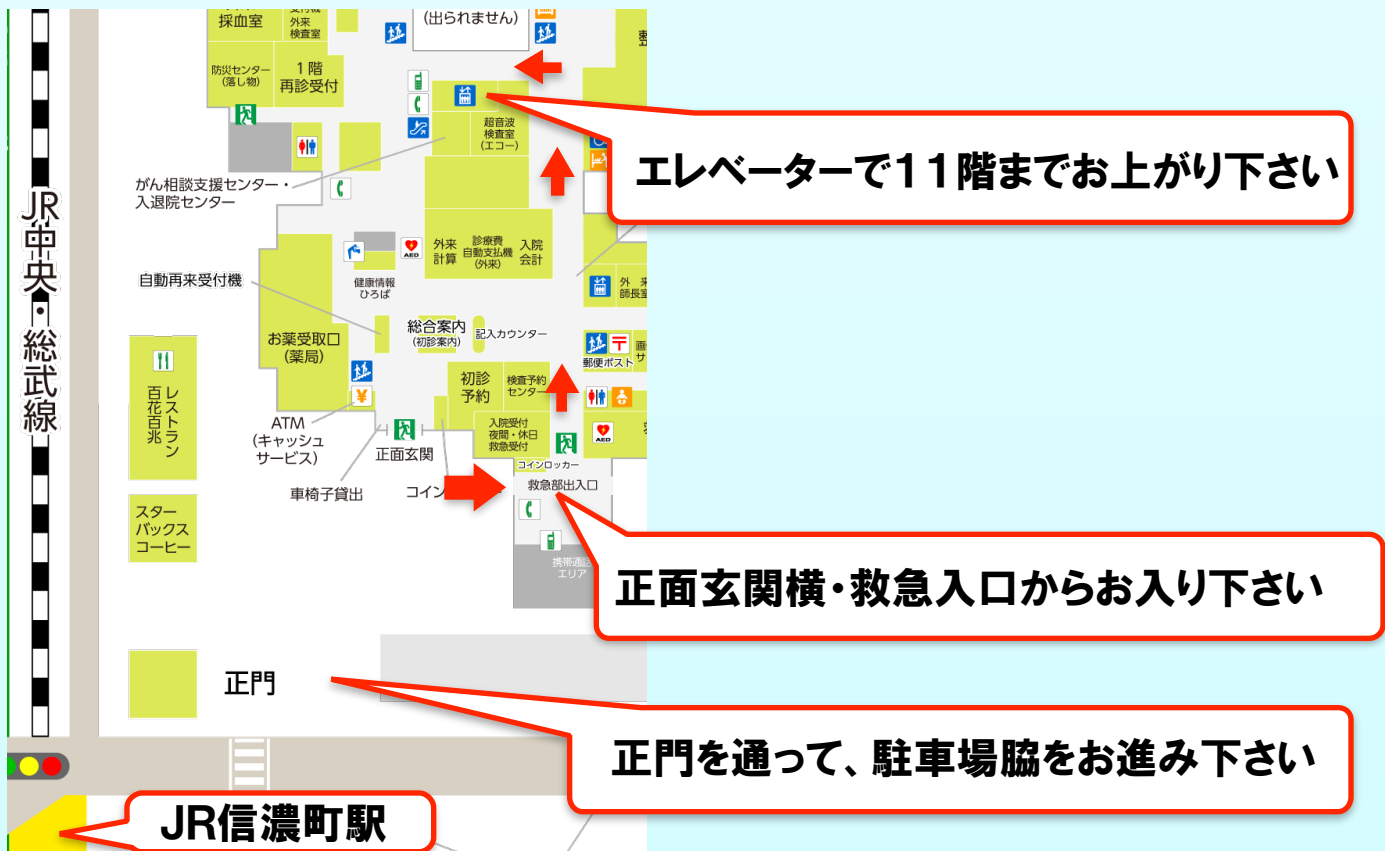 採血室
外来
検査室
(出られません)
防災センター
(落し物)
1階
再診受付
超音波
検査室
(エコー)
エレベーターで11階までお上がり下さい
がん相談支援センター・
入退院センター
JR中央・総武線
外来
計算
診療費
自動支払機
(外来)
入院
会計
AED
自動再来受付機
健康情報
ひろば
外 来
師長室
お薬受取口
(薬局)
総合案内
(初診案内)
記入カウンター
郵便ポスト
レストラン
百花百兆
初診
予約
検査予約
センター
ATM
(キャッシュ
サービス)
正面玄関
入院受付
夜間・休日
救急受付
AED
コインロッカー
車椅子貸出
コイン
救急部出入口
スター
バックス
コーヒー
携帯通話
エリア
正面玄関横・救急入口からお入り下さい
正門
正門を通って、駐車場脇をお進み下さい
JR信濃町駅